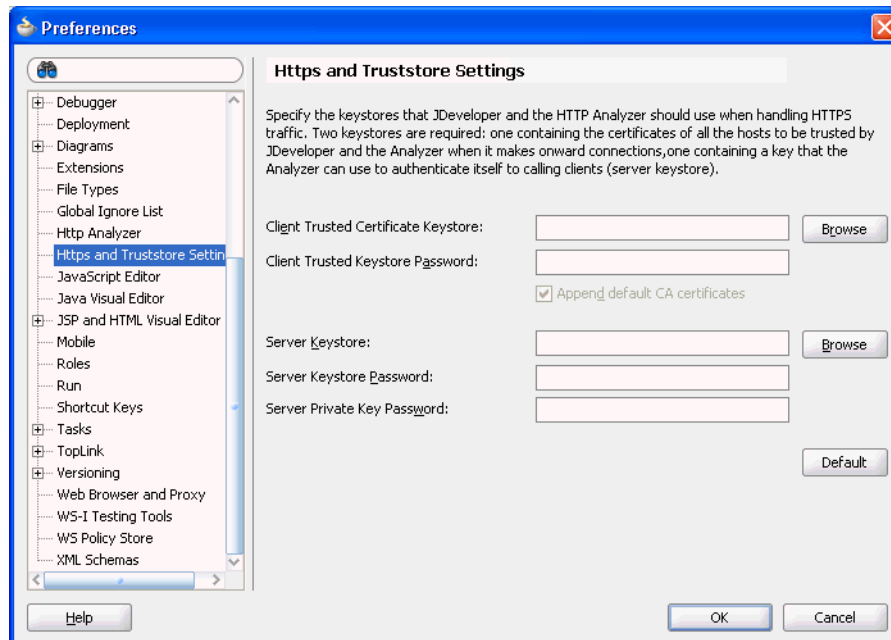 Preferences
Https and Truststore Settings
Debugger
Deployment
Diagrams
Extensions
File Types
Global Ignore List
Http Analyzer
Https and Truststore Settin
JavaScript Editor
Java Visual Editor
JSP and HTML Visual Editor
Mobile
Roles
Run
Shortcut Keys
Tasks
TopLink
Versioning
Web Browser and Proxy
WS-I Testing Tools
WS Policy Store
XML Schemas
Specify the keystores that JDeveloper and the HTTP Analyzer should use when handling HTTPS
traffic. Two keystores are required: one containing the certificates of all the hosts to be trusted by
JDeveloper and the Analyzer when it makes onward connections,one containing a key that the
Analyzer can use to authenticate itself to calling clients (server keystore).
Client Trusted Certificate Keystore:
Browse
Client Trusted Keystore Password:
Append default CA certificates
Server Keystore:
Browse
Server Keystore Password:
Server Private Key Password:
Default
Help
OK
Cancel